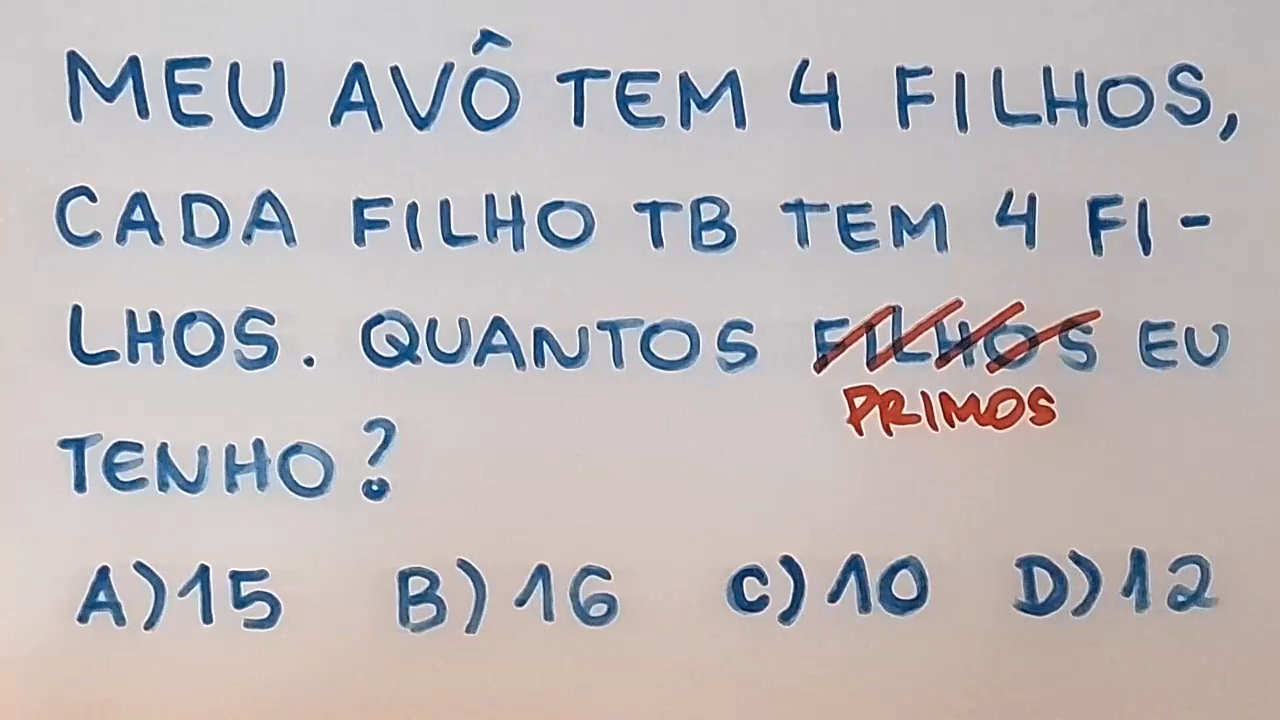 MEU AVÔ TEM 4 FILHOS,
CADA FILHO TB TEM 4 FI-
LHOS. QUANTOS FILHOS EU
PRIMOS
TENHO?
A) 15 B) 16 C) 10 D) 12